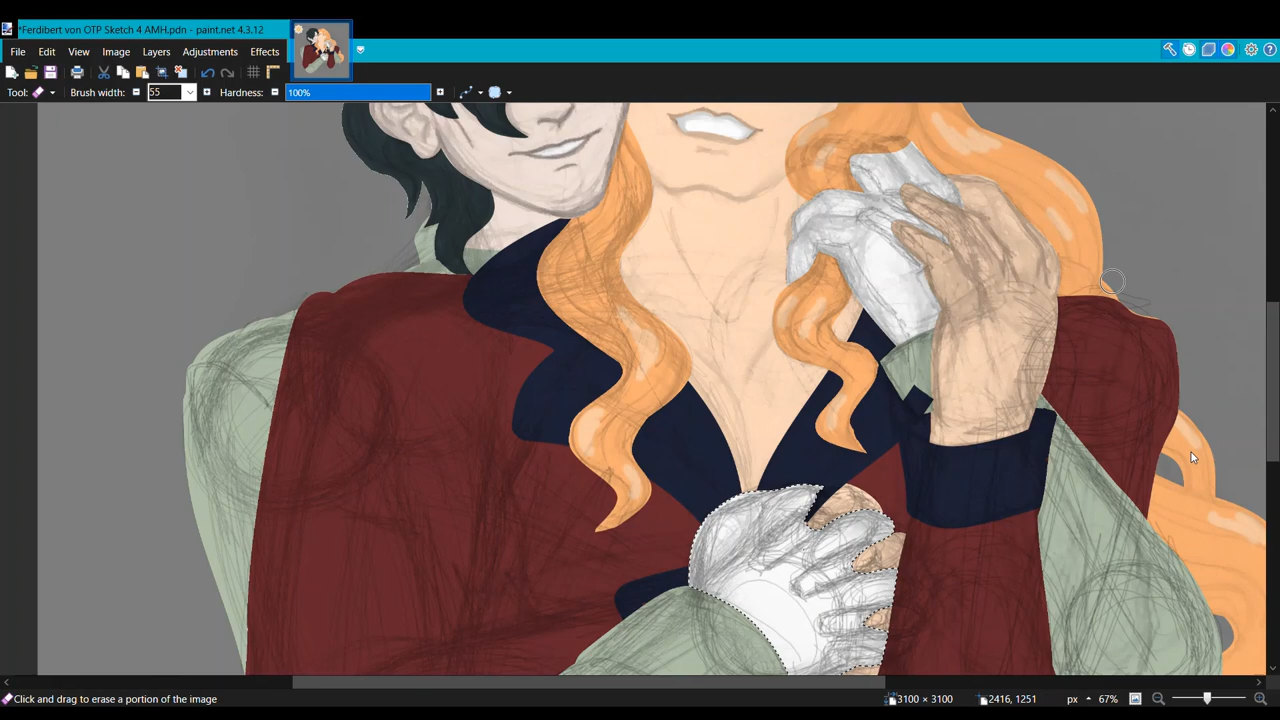 *Ferdibert von OTP Sketch 4 AMH.pdn - paint.net 4.3.12
File Edit View Image Layers Adjustments Effects
Tool: Brush width: 55 Hardness: 100%
Click and drag to erase a portion of the image 3100 × 3100 2416, 1251 px 67%